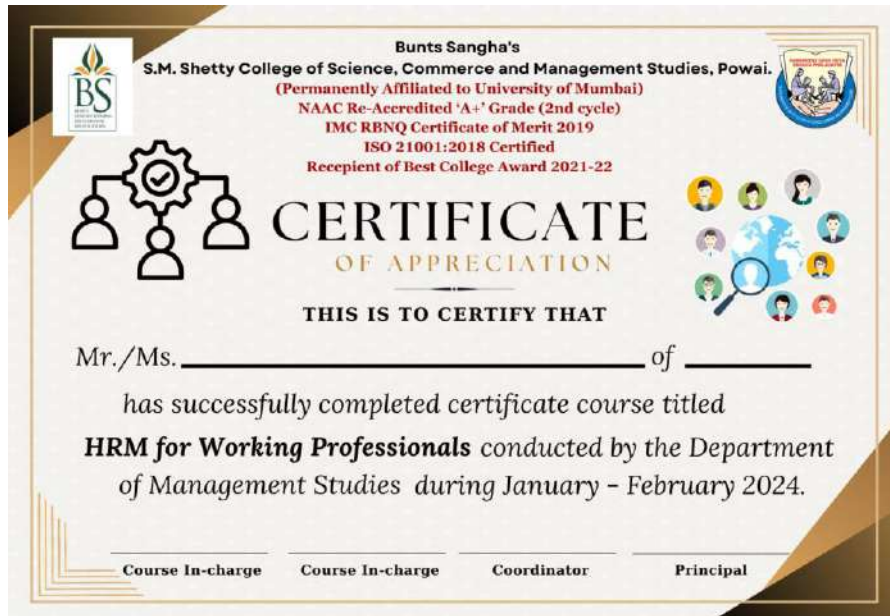 Bunts Sangha's
S.M. Shetty College of Science, Commerce and Management Studies, Powai.
(Permanently Affiliated to University of Mumbai)
NAAC Re-Accredited ‘A+’ Grade (2nd cycle)
IMC RBNQ Certificate of Merit 2019
ISO 21001:2018 Certified
Recepient of Best College Award 2021-22
BS
CERTIFICATE
OF APPRECIATION
THIS IS TO CERTIFY THAT
Mr./Ms. of
has successfully completed certificate course titled
HRM for Working Professionals conducted by the Department
of Management Studies during January – February 2024.
Course In-charge Course In-charge Coordinator Principal